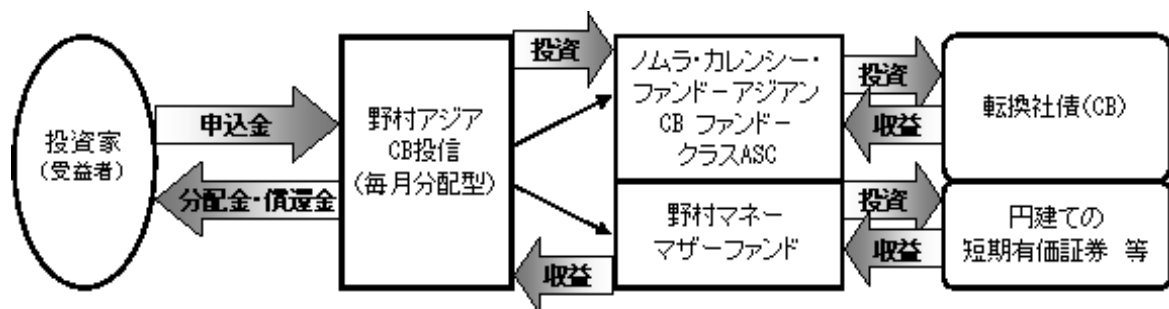 投資家
(受益者)
申込金
分配金・償還金
野村アジア
CB投信
(毎月分配型)
投資
収益
ノムラ・カレンシー・
ファンド－アジアン
CB ファンド－
クラスASC
野村マネー
マザーファンド
投資
収益
投資
収益
転換社債(CB)
円建ての
短期有価証券 等